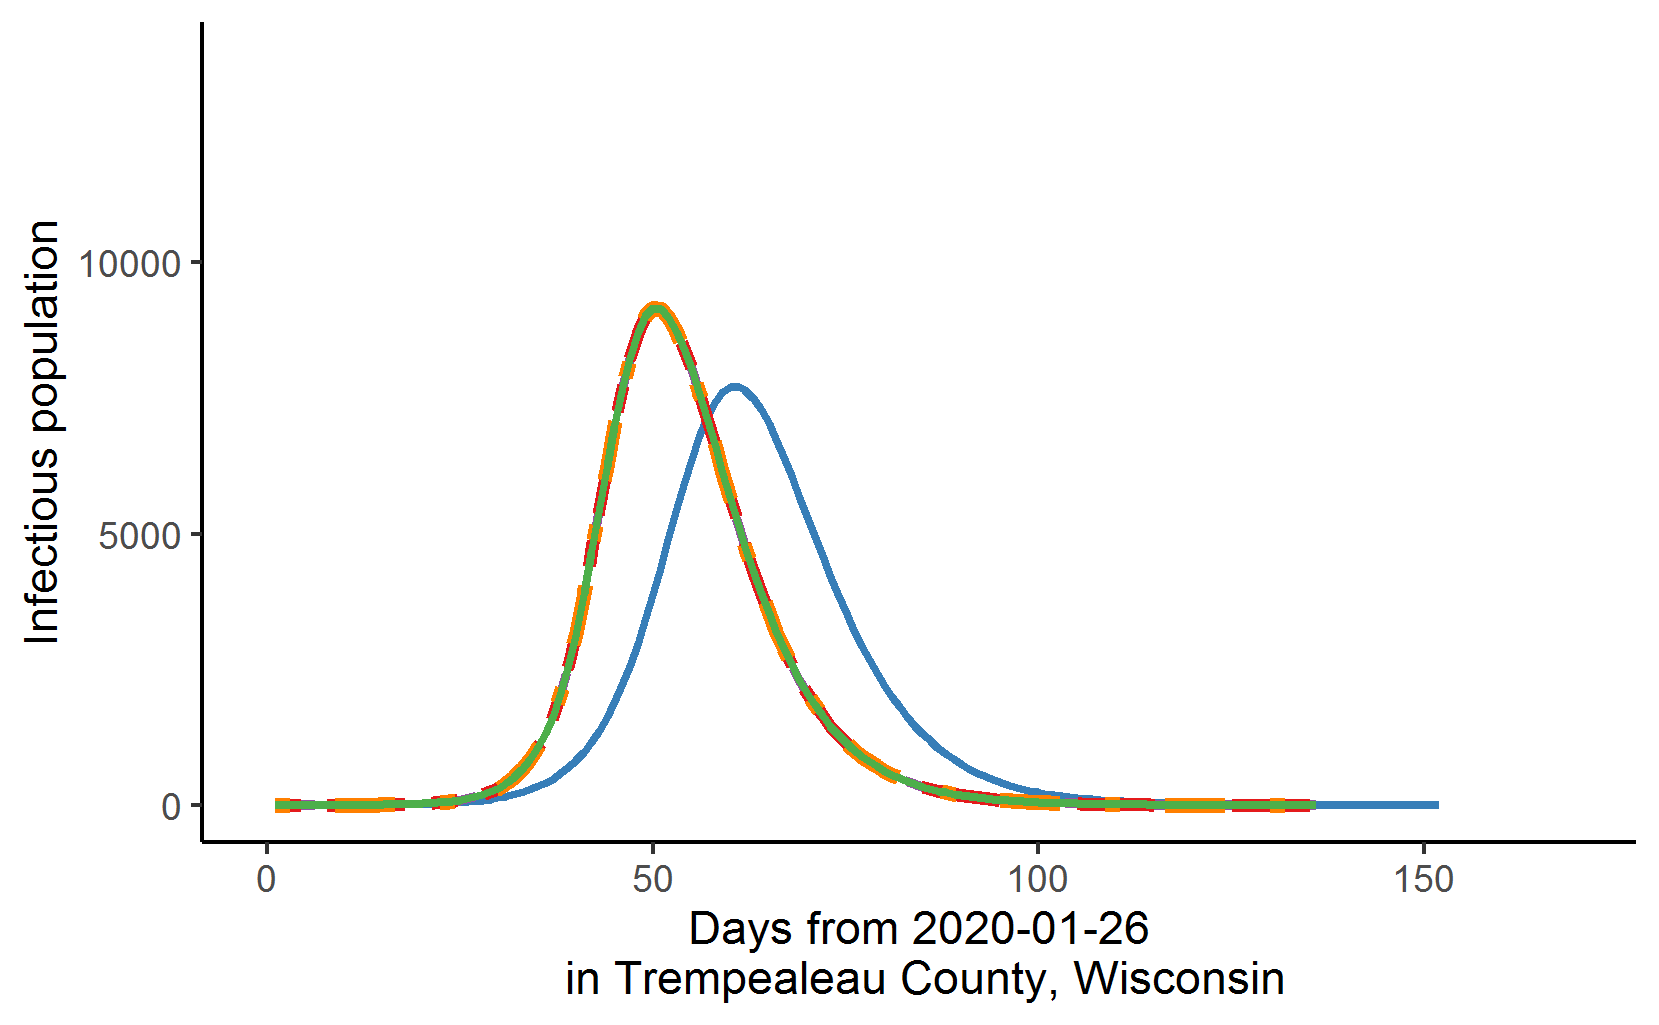 Infectious population
10000
5000
0
0 50 100 150
Days from 2020-01-26
in Trempealeau County, Wisconsin